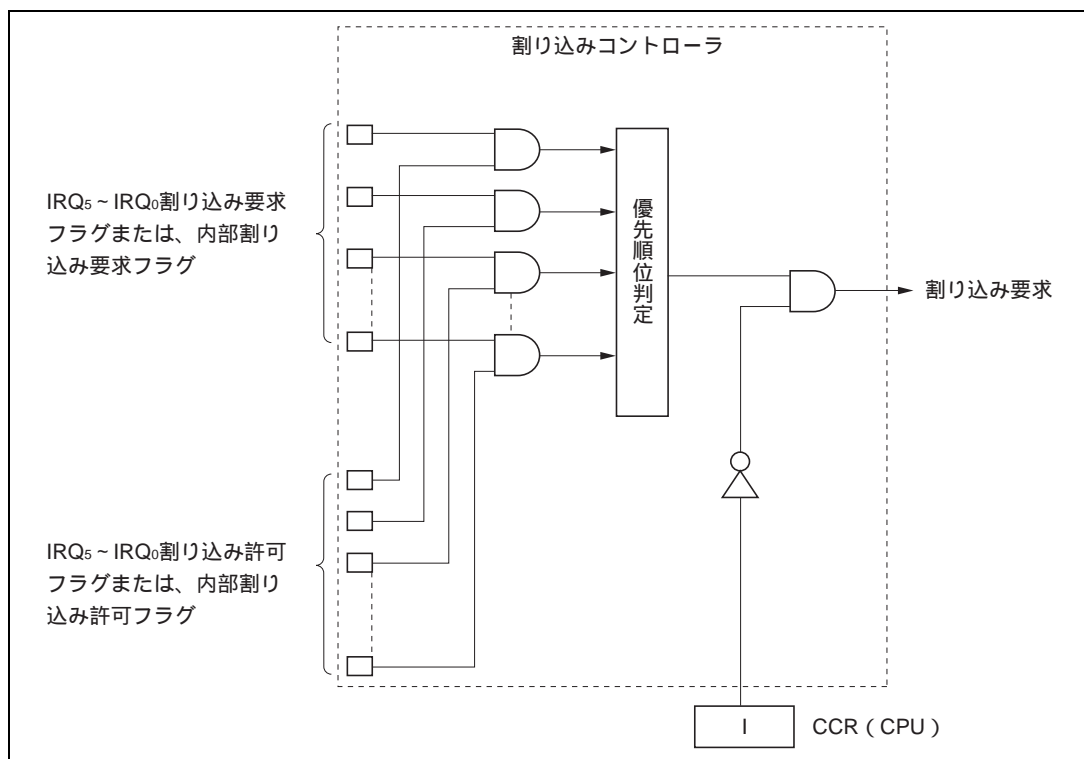 割り込みコントローラ
IRQ₅ ~ IRQ₀割り込み要求
フラグまたは、内部割り
込み要求フラグ
優先順位判定
割り込み要求
IRQ₅ ~ IRQ₀割り込み許可
フラグまたは、内部割り
込み許可フラグ
I
CCR（CPU）